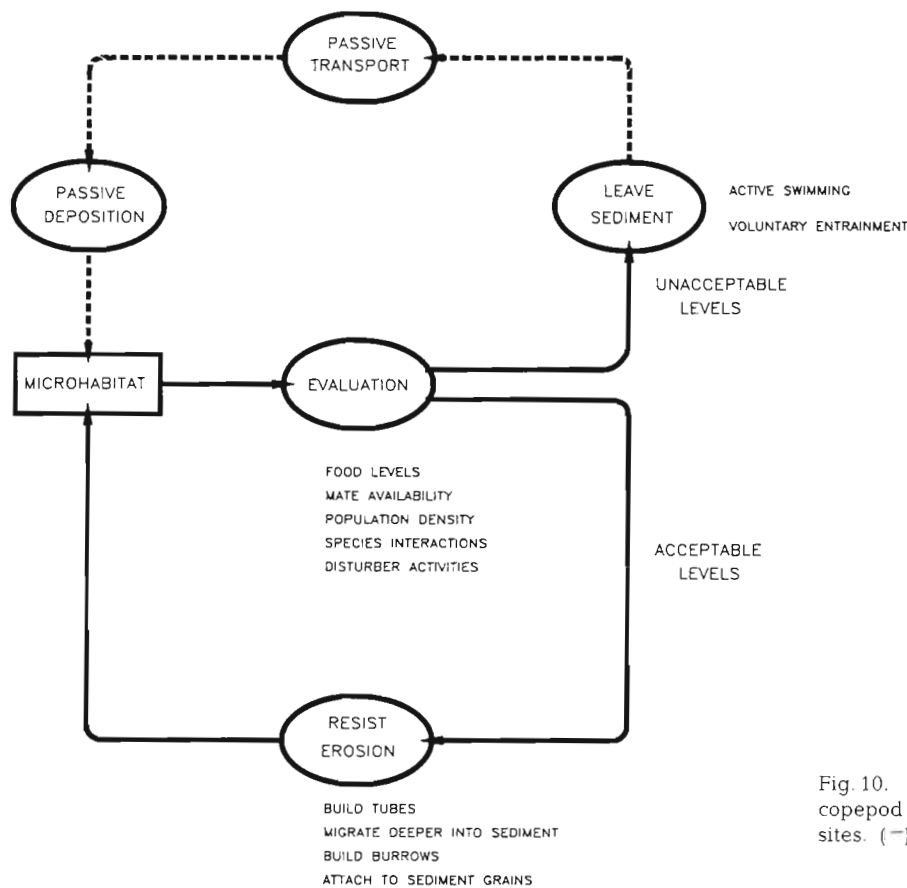 PASSIVE
TRANSPORT
PASSIVE
DEPOSITION
LEAVE
SEDIMENT
ACTIVE SWIMMING
VOLUNTARY ENTRAINMENT
UNACCEPTABLE
LEVELS
MICROHABITAT
EVALUATION
FOOD LEVELS
MATE AVAILABILITY
POPULATION DENSITY
SPECIES INTERACTIONS
DISTURBER ACTIVITIES
ACCEPTABLE
LEVELS
RESIST
EROSION
BUILD TUBES
MIGRATE DEEPER INTO SEDIMENT
BUILD BURROWS
ATTACH TO SEDIMENT GRAINS
Fig. 10.
copepod
sites. (—)